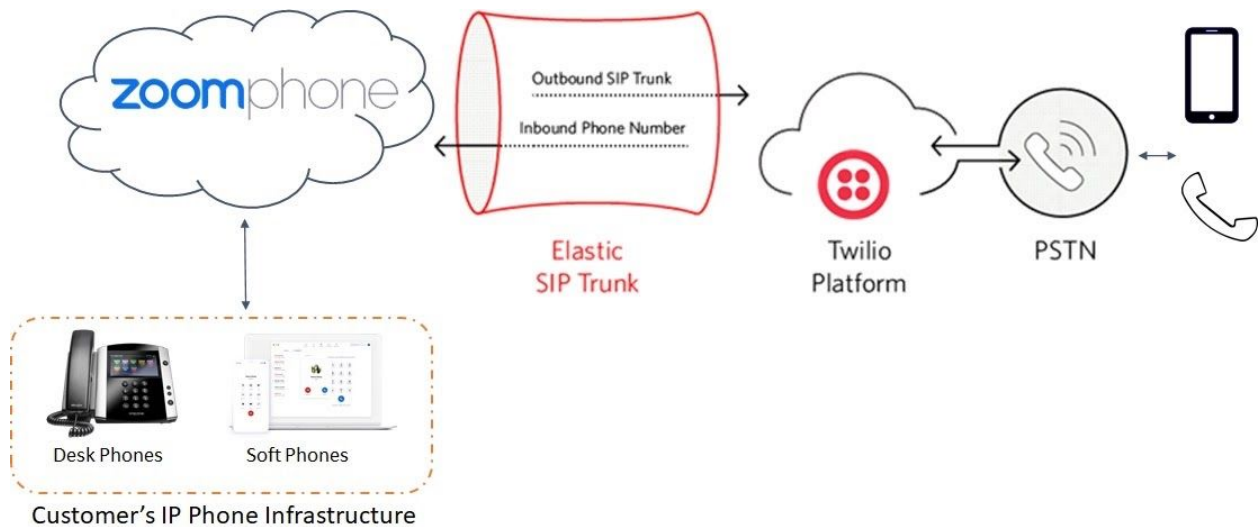 zoomphone
Outbound SIP Trunk
Inbound Phone Number
Elastic
SIP Trunk
Twilio
Platform
PSTN
Desk Phones
Soft Phones
Customer's IP Phone Infrastructure